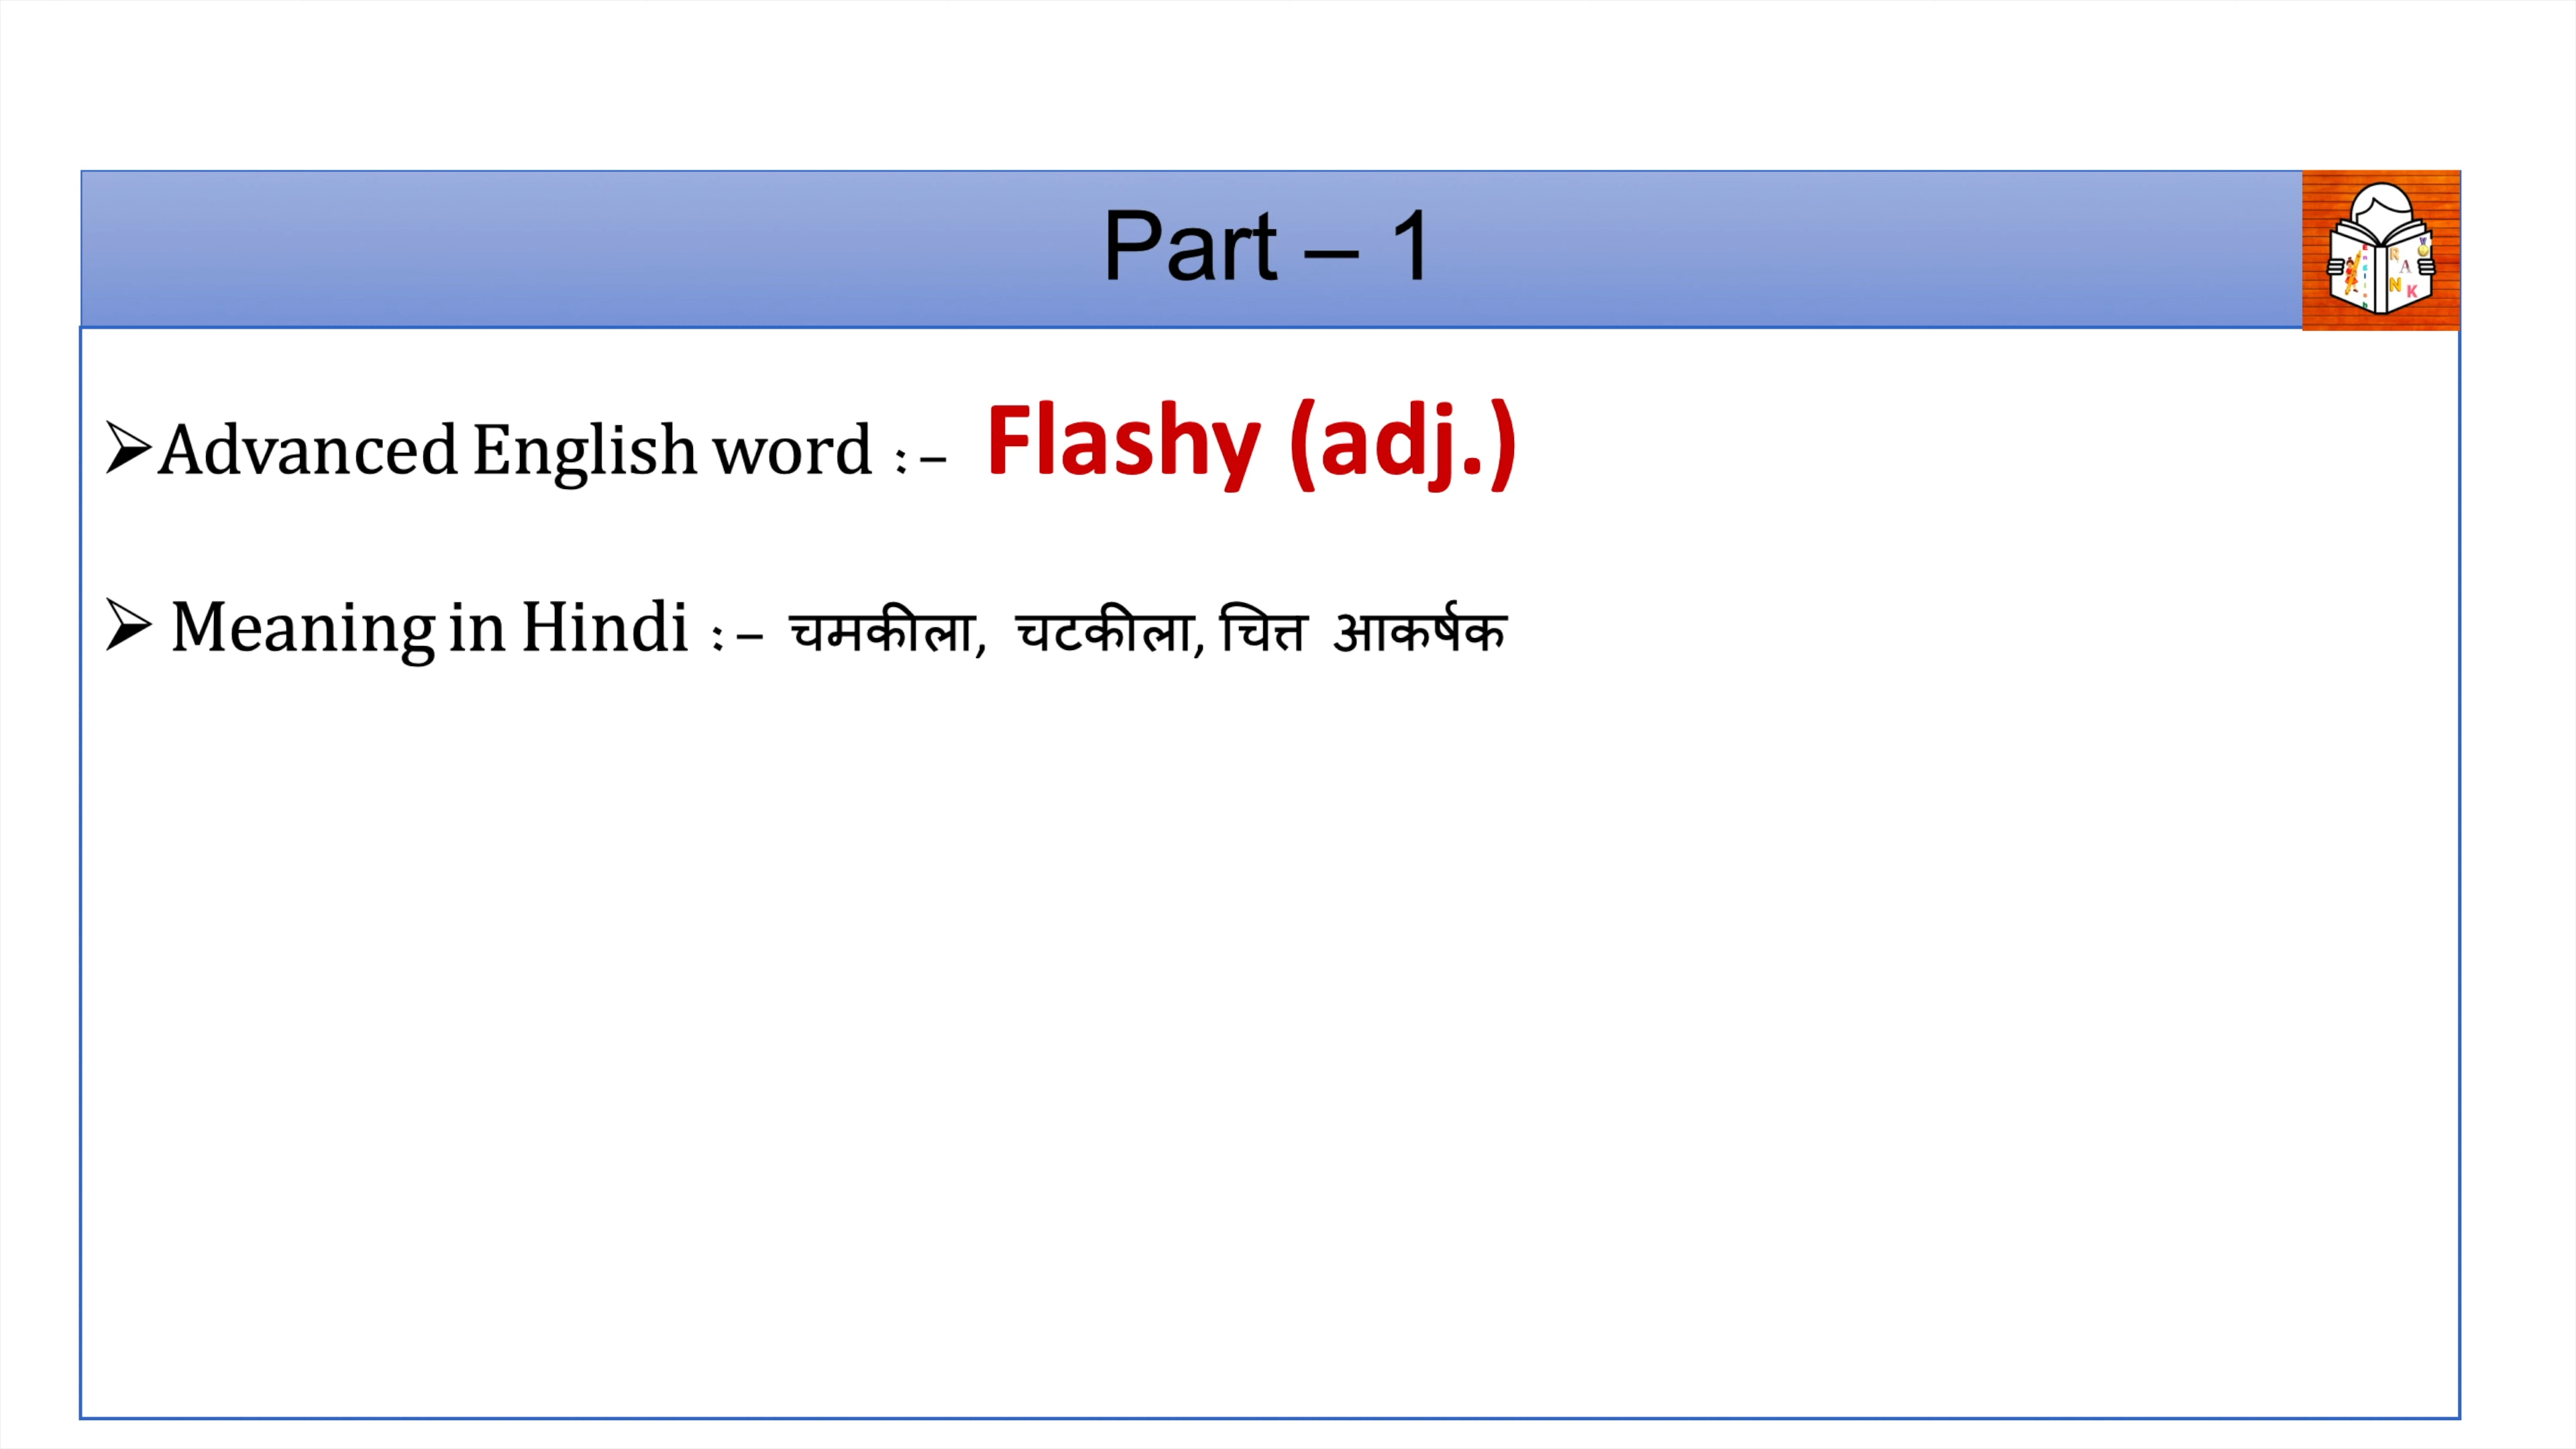 Part – 1
➢Advanced English word :– Flashy (adj.)
➢ Meaning in Hindi :– चमकीला, चटकीला, चित्त आकर्षक